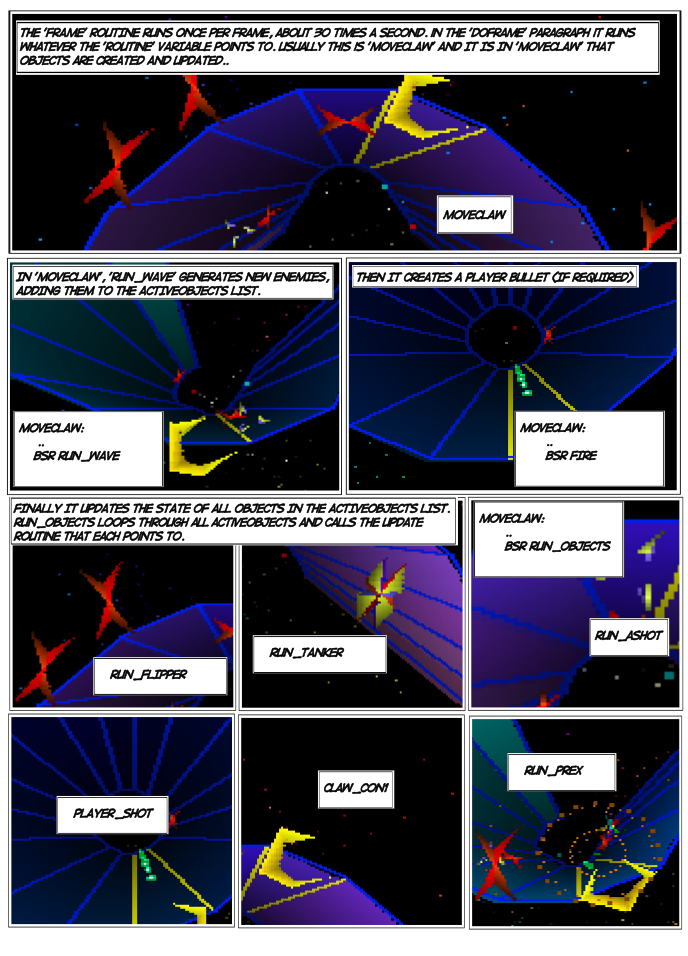 THE 'FRAME' ROUTINE RUNS ONCE PER FRAME, ABOUT 30 TIMES A SECOND. IN THE 'DOFRAME' PARAGRAPH IT RUNS
WHATEVER THE 'ROUTINE' VARIABLE POINTS TO. USUALLY THIS IS 'MOVECLAW' AND IT IS IN 'MOVECLAW' THAT
OBJECTS ARE CREATED AND UPDATED..
MOVECLAW
IN 'MOVECLAW', 'RUN_WAVE' GENERATES NEW ENEMIES,
ADDING THEM TO THE ACTIVEOBJECTS LIST.
MOVECLAW:
..
BSR RUN_WAVE
THEN IT CREATES A PLAYER BULLET (IF REQUIRED)
MOVECLAW:
..
BSR FIRE
FINALLY IT UPDATES THE STATE OF ALL OBJECTS IN THE ACTIVEOBJECTS LIST.
RUN_OBJECTS LOOPS THROUGH ALL ACTIVEOBJECTS AND CALLS THE UPDATE
ROUTINE THAT EACH POINTS TO.
MOVECLAW:
..
BSR RUN_OBJECTS
RUN_FLIPPER
RUN_TANKER
RUN_ASHOT
PLAYER_SHOT
CLAW_CON1
RUN_PREX